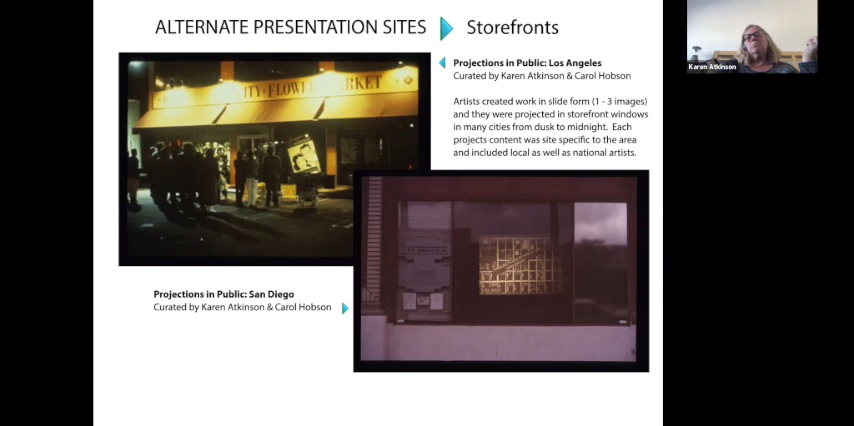 ALTERNATE PRESENTATION SITES Storefronts
Karen Atkinson
Projections in Public: Los Angeles
Curated by Karen Atkinson & Carol Hobson
Artists created work in slide form (1 - 3 images)
and they were projected in storefront windows
in many cities from dusk to midnight. Each
projects content was site specific to the area
and included local as well as national artists.
FLOWER MARKET
Projections in Public: San Diego
Curated by Karen Atkinson & Carol Hobson